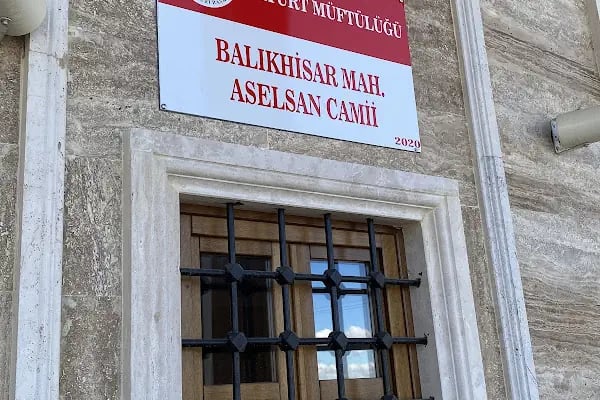 MÜFTÜLÜĞÜ
BALIKHİSAR MAH.
ASELSAN CAMİİ
2020